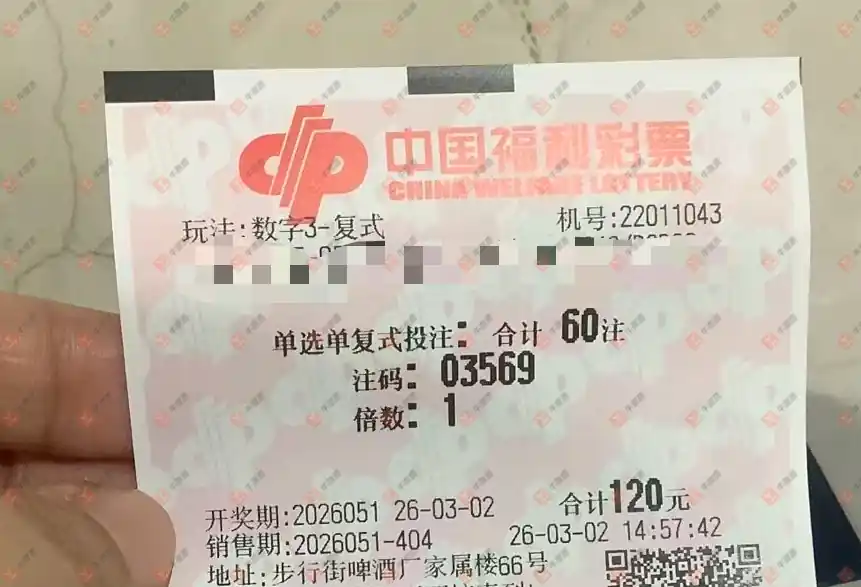 中国福利彩票
CHINA WELFARE LOTTERY
玩法:数字3-复式 机号:22011043
单选单复式投注: 合计 60注
注码: 03569
倍数: 1
开奖期:2026051 26-03-02 合计120元
销售期:2026051-404 26-03-02 14:57:42
地址:步行街啤酒厂家属楼66号